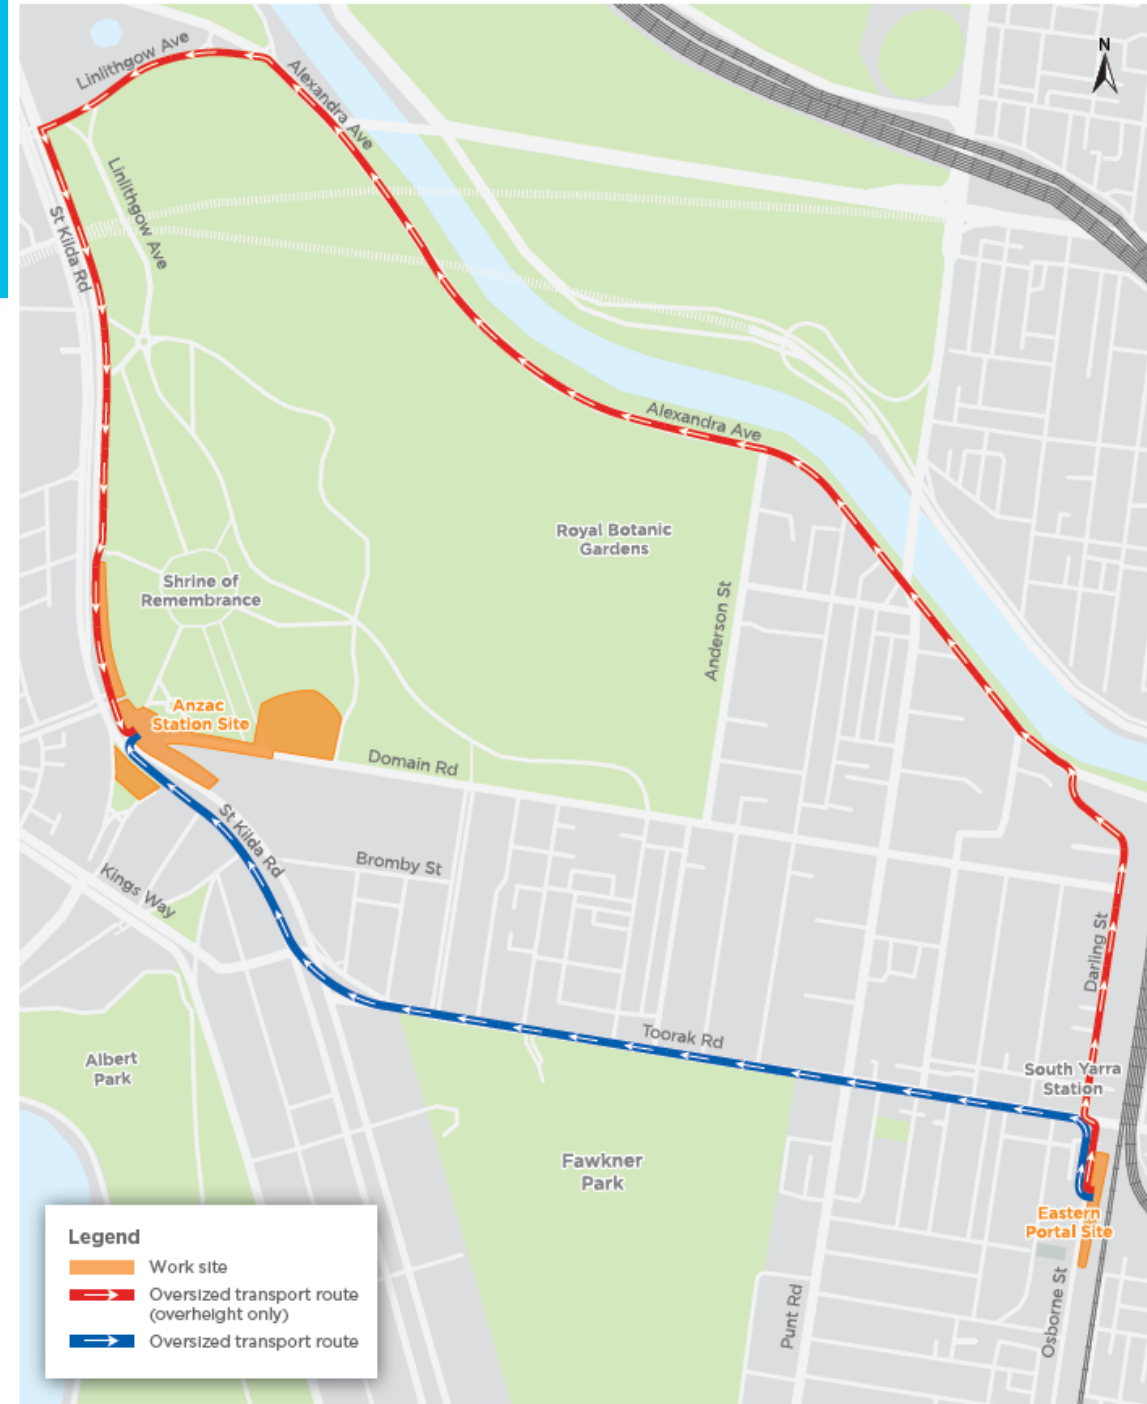 N
Linlithgow Ave
Alexandra Ave
Linlithgow Ave
St Kilda Rd
Alexandra Ave
Royal Botanic
Gardens
Shrine of
Remembrance
Anderson St
Anzac
Station Site
Domain Rd
St Kilda Rd
Bromby St
Kings Way
Darling St
Toorak Rd
Albert
Park
South Yarra
Station
Fawkner
Park
Eastern
Portal Site
Osborne St
Punt Rd
Legend
Work site
Oversized transport route
(overheight only)
Oversized transport route